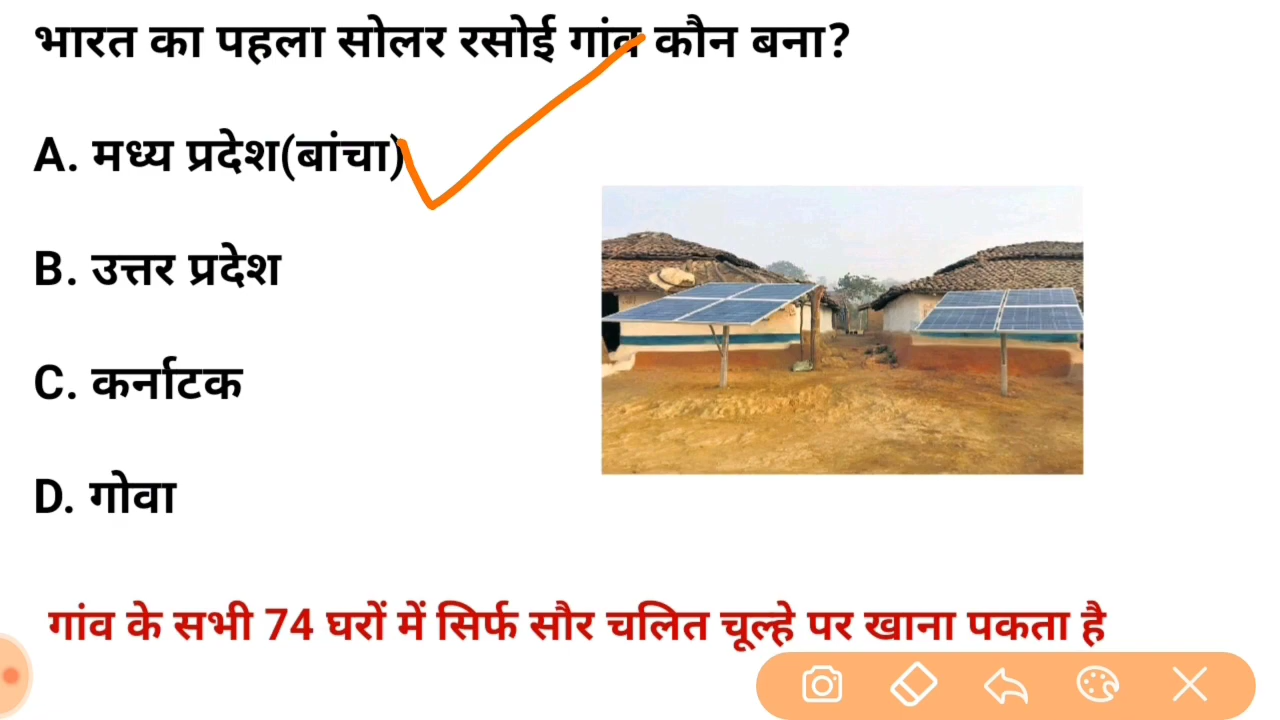 भारत का पहला सोलर रसोई गांव कौन बना?
A. मध्य प्रदेश(बांचा)
B. उत्तर प्रदेश
C. कर्नाटक
D. गोवा
गांव के सभी 74 घरों में सिर्फ सौर चलित चूल्हे पर खाना पकता है